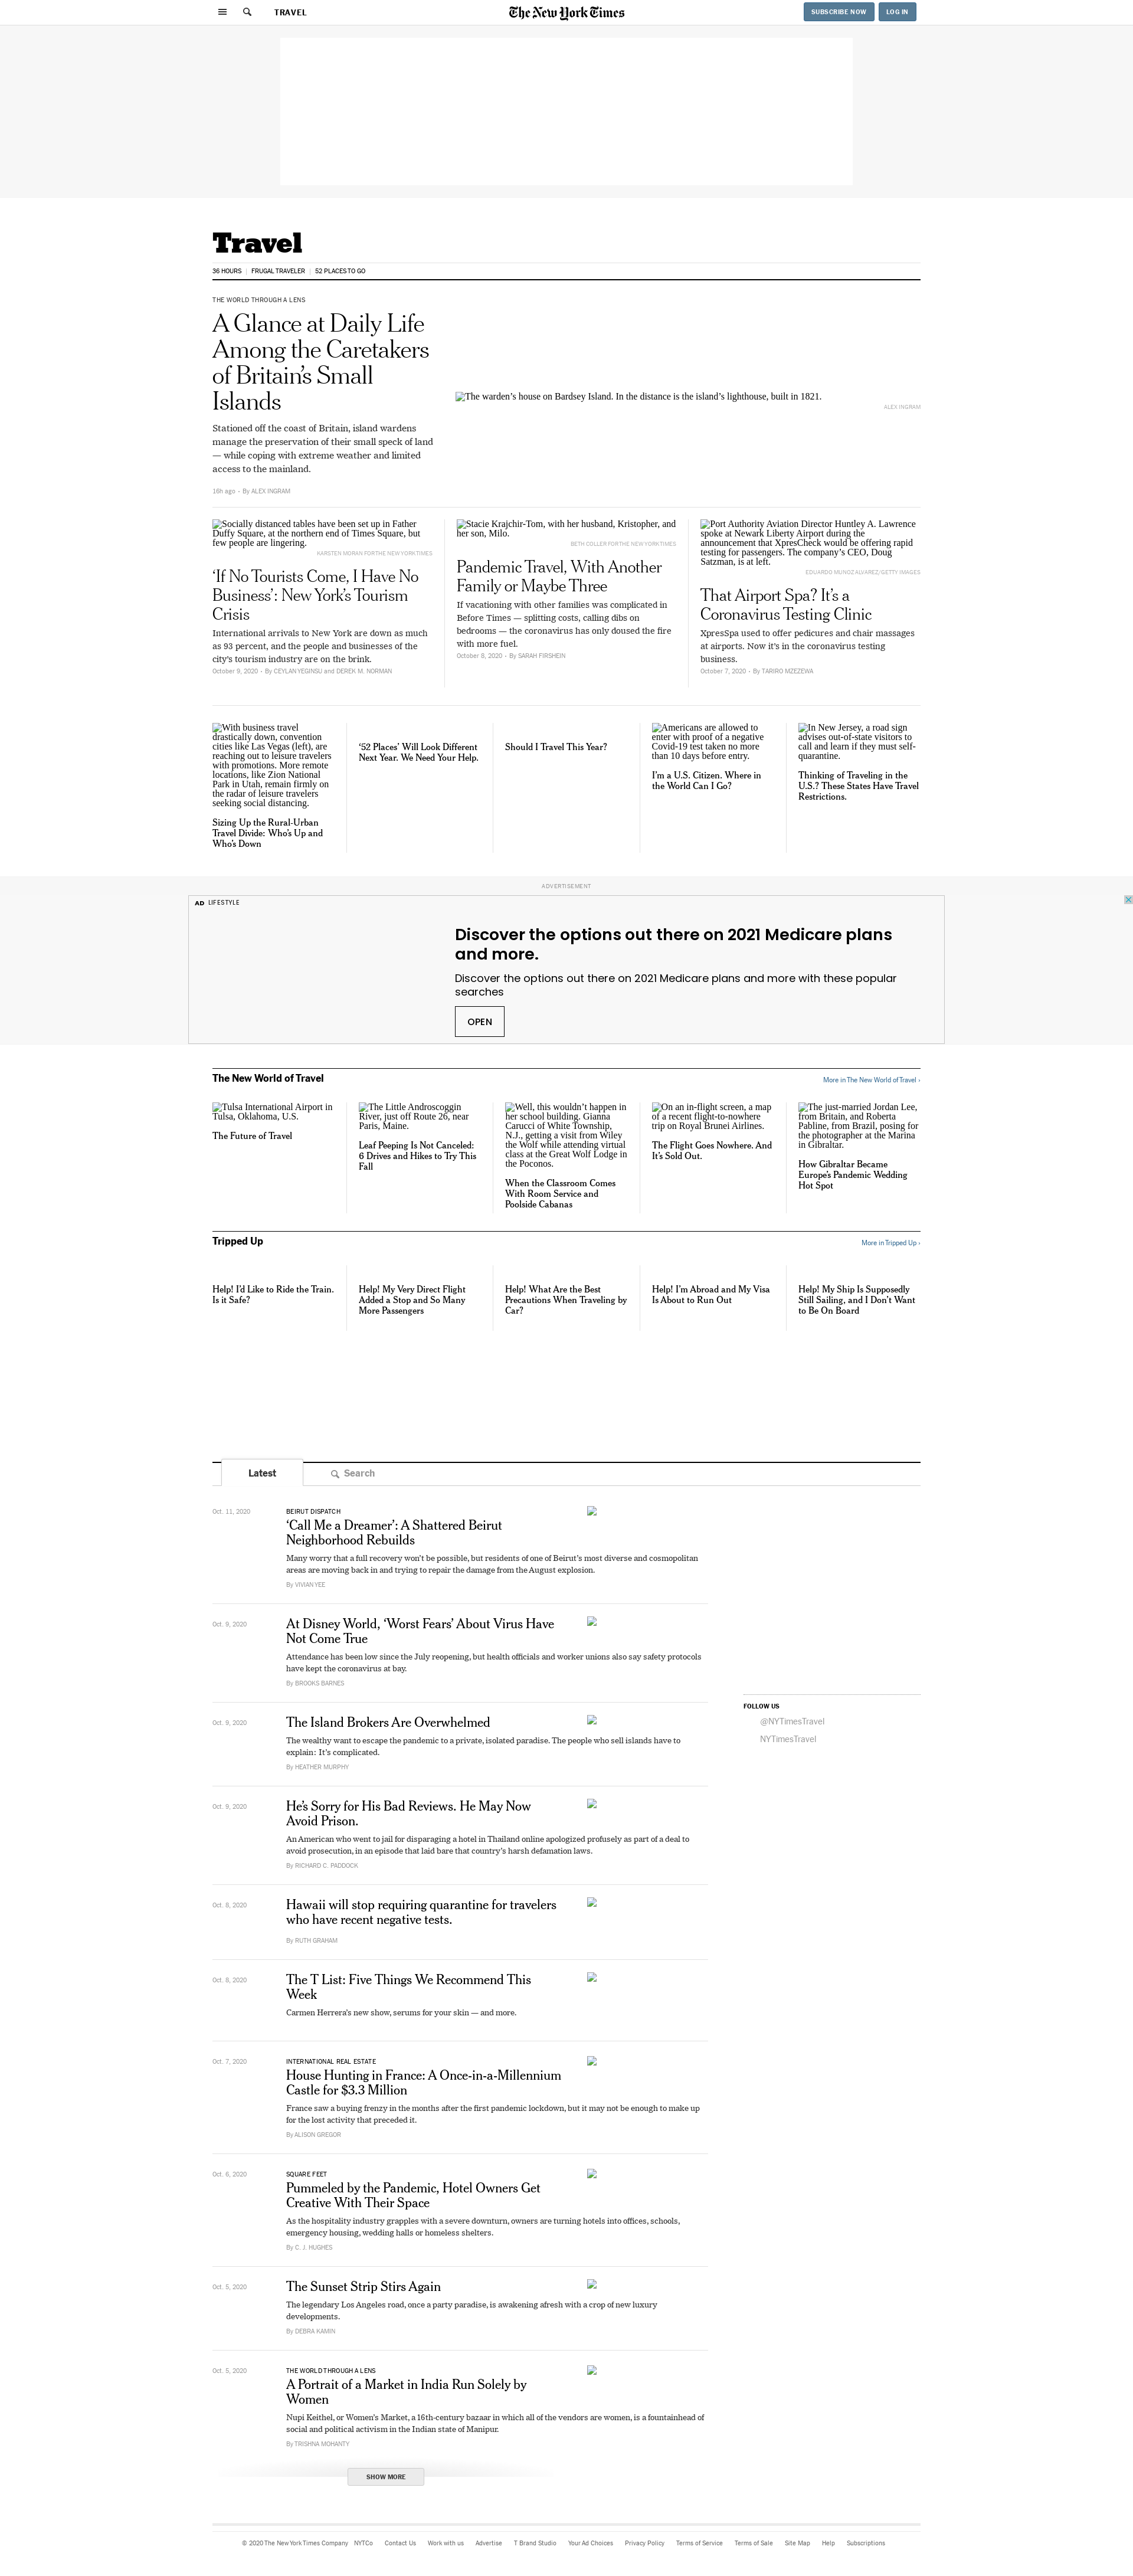 TRAVEL
The New York Times
SUBSCRIBE NOW
LOG IN
Travel
36 HOURS
FRUGAL TRAVELER
52 PLACES TO GO
THE WORLD THROUGH A LENS
A Glance at Daily Life
Among the Caretakers
of Britain’s Small
Islands
Stationed off the coast of Britain, island wardens
manage the preservation of their small speck of land
— while coping with extreme weather and limited
access to the mainland.
16h ago • By ALEX INGRAM
The warden’s house on Bardsey Island. In the distance is the island’s lighthouse, built in 1821.
ALEX INGRAM
Socially distanced tables have been set up in Father
Duffy Square, at the northern end of Times Square, but
few people are lingering.
KARSTEN MORAN FOR THE NEW YORK TIMES
‘If No Tourists Come, I Have No
Business’: New York’s Tourism
Crisis
International arrivals to New York are down as much
as 93 percent, and the people and businesses of the
city’s tourism industry are on the brink.
October 9, 2020 • By CEYLAN YEGINSU and DEREK M. NORMAN
Stacie Krajchir-Tom, with her husband, Kristopher, and
her son, Milo.
BETH COLLER FOR THE NEW YORK TIMES
Pandemic Travel, With Another
Family or Maybe Three
If vacationing with other families was complicated in
Before Times — splitting costs, calling dibs on
bedrooms — the coronavirus has only doused the fire
with more fuel.
October 8, 2020 • By SARAH FIRSHEIN
Port Authority Aviation Director Huntley A. Lawrence
spoke at Newark Liberty Airport during the
announcement that XpresCheck would be offering rapid
testing for passengers. The company’s CEO, Doug
Satzman, is at left.
EDUARDO MUNOZ ALVAREZ/GETTY IMAGES
That Airport Spa? It’s a
Coronavirus Testing Clinic
XpresSpa used to offer pedicures and chair massages
at airports. Now it’s in the coronavirus testing
business.
October 7, 2020 • By TARIRO MZEZEWA
With business travel
drastically down, convention
cities like Las Vegas (left), are
reaching out to leisure travelers
with promotions. More remote
locations, like Zion National
Park in Utah, remain firmly on
the radar of leisure travelers
seeking social distancing.
Sizing Up the Rural-Urban
Travel Divide: Who’s Up and
Who’s Down
‘52 Places’ Will Look Different
Next Year. We Need Your Help.
Should I Travel This Year?
Americans are allowed to
enter with proof of a negative
Covid-19 test taken no more
than 10 days before entry.
I’m a U.S. Citizen. Where in
the World Can I Go?
In New Jersey, a road sign
advises out-of-state visitors to
call and learn if they must self-
quarantine.
Thinking of Traveling in the
U.S.? These States Have Travel
Restrictions.
ADVERTISEMENT
AD LIFESTYLE
Discover the options out there on 2021 Medicare plans
and more.
Discover the options out there on 2021 Medicare plans and more with these popular
searches
OPEN
The New World of Travel
More in The New World of Travel ›
Tulsa International Airport in
Tulsa, Oklahoma, U.S.
The Future of Travel
The Little Androscoggin
River, just off Route 26, near
Paris, Maine.
Leaf Peeping Is Not Canceled:
6 Drives and Hikes to Try This
Fall
Well, this wouldn’t happen in
her school building. Gianna
Carucci of White Township,
N.J., getting a visit from Wiley
the Wolf while attending virtual
class at the Great Wolf Lodge in
the Poconos.
When the Classroom Comes
With Room Service and
Poolside Cabanas
On an in-flight screen, a map
of a recent flight-to-nowhere
trip on Royal Brunei Airlines.
The Flight Goes Nowhere. And
It’s Sold Out.
The just-married Jordan Lee,
from Britain, and Roberta
Pabline, from Brazil, posing for
the photographer at the Marina
in Gibraltar.
How Gibraltar Became
Europe’s Pandemic Wedding
Hot Spot
Tripped Up
More in Tripped Up ›
Help! I’d Like to Ride the Train.
Is it Safe?
Help! My Very Direct Flight
Added a Stop and So Many
More Passengers
Help! What Are the Best
Precautions When Traveling by
Car?
Help! I’m Abroad and My Visa
Is About to Run Out
Help! My Ship Is Supposedly
Still Sailing, and I Don’t Want
to Be On Board
Latest
Search
Oct. 11, 2020
BEIRUT DISPATCH
‘Call Me a Dreamer’: A Shattered Beirut
Neighborhood Rebuilds
Many worry that a full recovery won’t be possible, but residents of one of Beirut’s most diverse and cosmopolitan
areas are moving back in and trying to repair the damage from the August explosion.
By VIVIAN YEE
Oct. 9, 2020
At Disney World, ‘Worst Fears’ About Virus Have
Not Come True
Attendance has been low since the July reopening, but health officials and worker unions also say safety protocols
have kept the coronavirus at bay.
By BROOKS BARNES
FOLLOW US
@NYTimesTravel
NYTimesTravel
Oct. 9, 2020
The Island Brokers Are Overwhelmed
The wealthy want to escape the pandemic to a private, isolated paradise. The people who sell islands have to
explain: It’s complicated.
By HEATHER MURPHY
Oct. 9, 2020
He’s Sorry for His Bad Reviews. He May Now
Avoid Prison.
An American who went to jail for disparaging a hotel in Thailand online apologized profusely as part of a deal to
avoid prosecution, in an episode that laid bare that country’s harsh defamation laws.
By RICHARD C. PADDOCK
Oct. 8, 2020
Hawaii will stop requiring quarantine for travelers
who have recent negative tests.
By RUTH GRAHAM
Oct. 8, 2020
The T List: Five Things We Recommend This
Week
Carmen Herrera’s new show, serums for your skin — and more.
Oct. 7, 2020
INTERNATIONAL REAL ESTATE
House Hunting in France: A Once-in-a-Millennium
Castle for $3.3 Million
France saw a buying frenzy in the months after the first pandemic lockdown, but it may not be enough to make up
for the lost activity that preceded it.
By ALISON GREGOR
Oct. 6, 2020
SQUARE FEET
Pummeled by the Pandemic, Hotel Owners Get
Creative With Their Space
As the hospitality industry grapples with a severe downturn, owners are turning hotels into offices, schools,
emergency housing, wedding halls or homeless shelters.
By C. J. HUGHES
Oct. 5, 2020
The Sunset Strip Stirs Again
The legendary Los Angeles road, once a party paradise, is awakening afresh with a crop of new luxury
developments.
By DEBRA KAMIN
Oct. 5, 2020
THE WORLD THROUGH A LENS
A Portrait of a Market in India Run Solely by
Women
Nupi Keithel, or Women’s Market, a 16th-century bazaar in which all of the vendors are women, is a fountainhead of
social and political activism in the Indian state of Manipur.
By TRISHNA MOHANTY
SHOW MORE
© 2020 The New York Times Company NYTCo Contact Us Work with us Advertise T Brand Studio Your Ad Choices Privacy Policy Terms of Service Terms of Sale Site Map Help Subscriptions